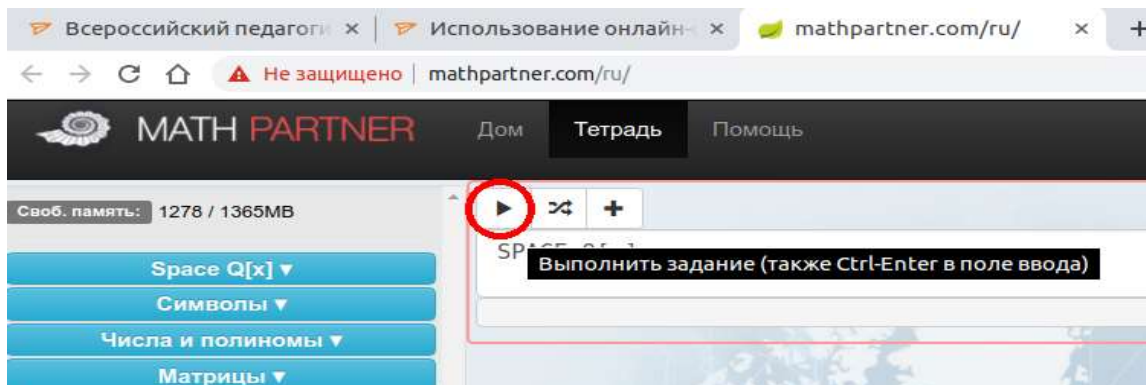 Всероссийский педагоги
Использование онлайн-
mathpartner.com/ru/
Не защищено
mathpartner.com/ru/
MATH PARTNER
Дом
Тетрадь
Помощь
Своб. память: 1278 / 1365MB
Space Q[x] ▼
Символы ▼
Числа и полиномы ▼
Матрицы ▼
Выполнить задание (также Ctrl-Enter в поле ввода)